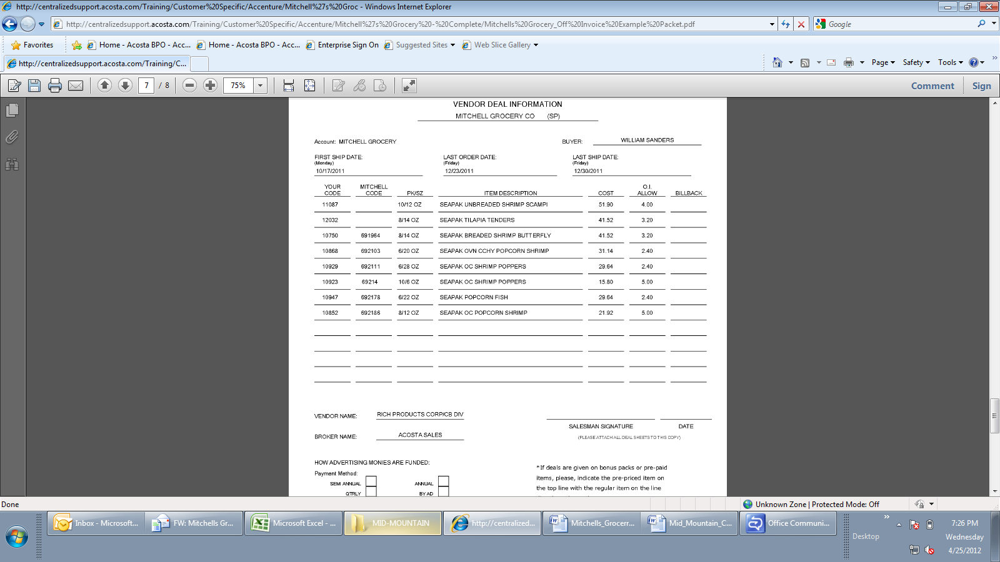 http://centralizedsupport.acosta.com/Training/Customer%20Specific/Accenture/Mitchell%27s%20Groc - Windows Internet Explorer
http://centralizedsupport.acosta.com/Training/Customer%20Specific/Accenture/Mitchell%27s%20Grocery%20-%20Complete/Mitchells%20Grocery_Off%20Invoice%20Example%20Packet.pdf
Google
Favorites Home - Acosta BPO - Acc... Home - Acosta BPO - Acc... Enterprise Sign On Suggested Sites Web Slice Gallery
http://centralizedsupport.acosta.com/Training/C... Page Safety Tools
7 / 8 75% Comment Sign
VENDOR DEAL INFORMATION
MITCHELL GROCERY CO (SP)
Account: MITCHELL GROCERY BUYER: WILLIAM SANDERS
FIRST SHIP DATE: LAST ORDER DATE: LAST SHIP DATE:
(Monday) (Friday) (Friday)
10/17/2011 12/23/2011 12/30/2011
YOUR MITCHELL O.I.
CODE CODE PK/SZ ITEM DESCRIPTION COST ALLOW BILLBACK
11087 10/12 OZ SEAPAK UNBREADED SHRIMP SCAMPI 51.90 4.00
12032 8/14 OZ SEAPAK TILAPIA TENDERS 41.52 3.20
10750 691964 8/14 OZ SEAPAK BREADED SHRIMP BUTTERFLY 41.52 3.20
10868 692103 6/20 OZ SEAPAK OVN CCHY POPCORN SHRIMP 31.14 2.40
10929 692111 6/28 OZ SEAPAK OC SHRIMP POPPERS 29.64 2.40
10923 69214 10/6 OZ SEAPAK OC SHRIMP POPPERS 15.80 5.00
10947 692178 6/22 OZ SEAPAK POPCORN FISH 29.64 2.40
10852 692186 8/12 OZ SEAPAK OC POPCORN SHRIMP 21.92 5.00
VENDOR NAME: RICH PRODUCTS CORP/CB DIV
SALESMAN SIGNATURE DATE
BROKER NAME: ACOSTA SALES
(PLEASE ATTACH ALL DEAL SHEETS TO THIS COPY)
HOW ADVERTISING MONIES ARE FUNDED:
Payment Method:
SEMI ANNUAL ANNUAL
QTRLY BY AD
*If deals are given on bonus packs or pre-paid
items, please, indicate the pre-priced item on
the top line with the regular item on the line
Done Unknown Zone | Protected Mode: Off
Inbox - Microsoft... FW: Mitchells Gr... Microsoft Excel - ... MID-MOUNTAIN http://centralized... Mitchells_Grocerr... Mid_Mountain_C... Office Communi...
Desktop
7:26 PM
Wednesday
4/25/2012